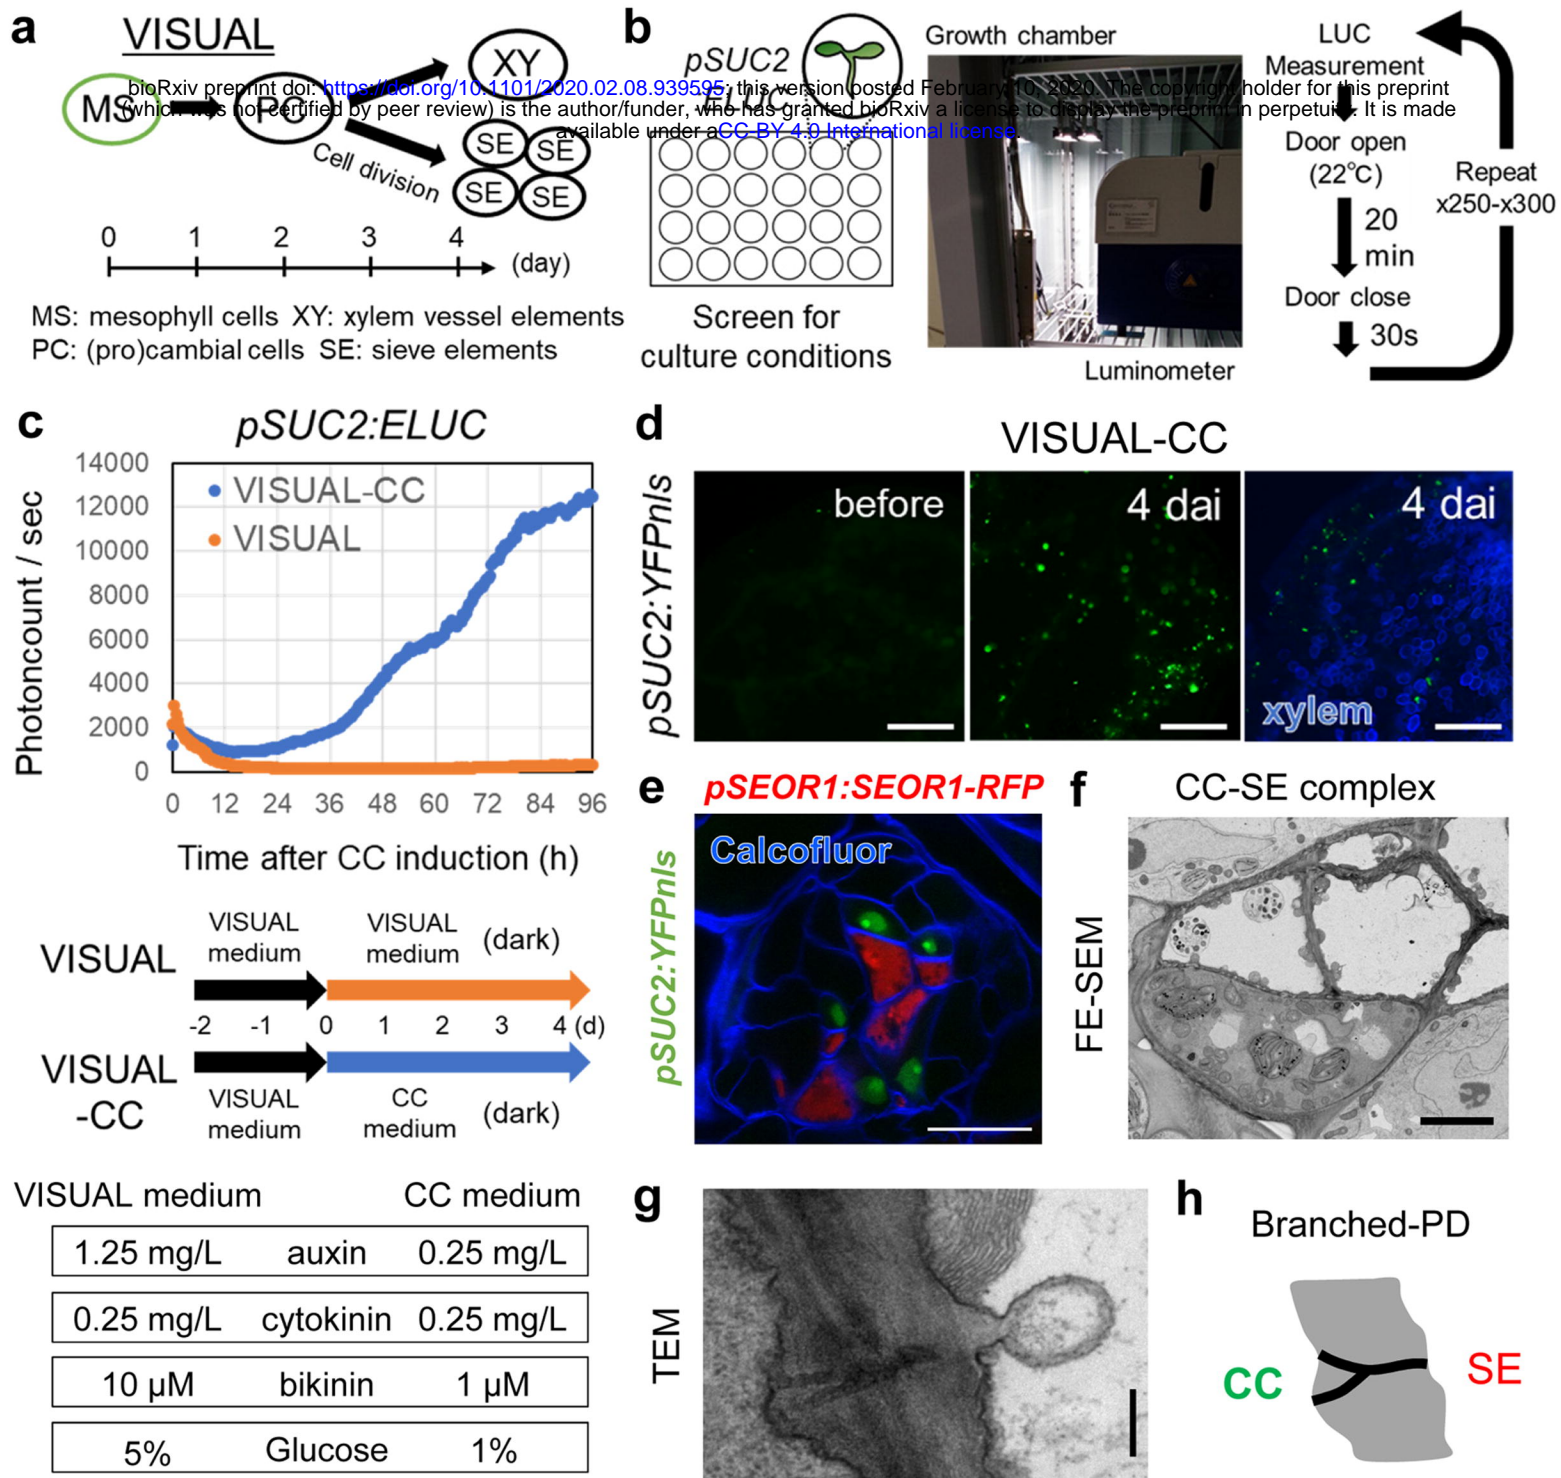 a
VISUAL
MS
XY
SE
SE
SE
SE
Cell division
0 1 2 3 4 (day)
MS: mesophyll cells XY: xylem vessel elements
PC: (pro)cambial cells SE: sieve elements
bioRxiv preprint doi: https://doi.org/10.1101/2020.02.08.939595; this version posted February 10, 2020. The copyright holder for this preprint
(which was not certified by peer review) is the author/funder, who has granted bioRxiv a license to display the preprint in perpetuity. It is made
available under aCC-BY 4.0 International license.
b
pSUC2
ELUC
Screen for
culture conditions
Growth chamber
Luminometer
LUC
Measurement
Door open
(22°C)
20
min
Door close
30s
Repeat
x250-x300
c
pSUC2:ELUC
Photoncount / sec
14000
12000
10000
8000
6000
4000
2000
0
VISUAL-CC
VISUAL
0 12 24 36 48 60 72 84 96
Time after CC induction (h)
VISUAL
VISUAL
medium
VISUAL
medium
(dark)
-2 -1 0 1 2 3 4 (d)
VISUAL
-CC
VISUAL
medium
CC
medium
(dark)
VISUAL medium CC medium
1.25 mg/L auxin 0.25 mg/L
0.25 mg/L cytokinin 0.25 mg/L
10 µM bikinin 1 µM
5% Glucose 1%
d
VISUAL-CC
pSUC2:YFPnls
before
4 dai
4 dai
xylem
e
pSEOR1:SEOR1-RFP
pSUC2:YFPnls
Calcofluor
f
CC-SE complex
FE-SEM
g
TEM
h
Branched-PD
CC
SE